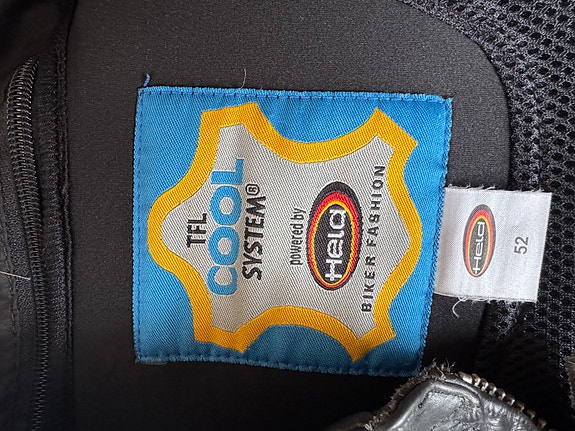 TFL
COOL
SYSTEM®
powered by
Held
BIKER FASHION
Held
52